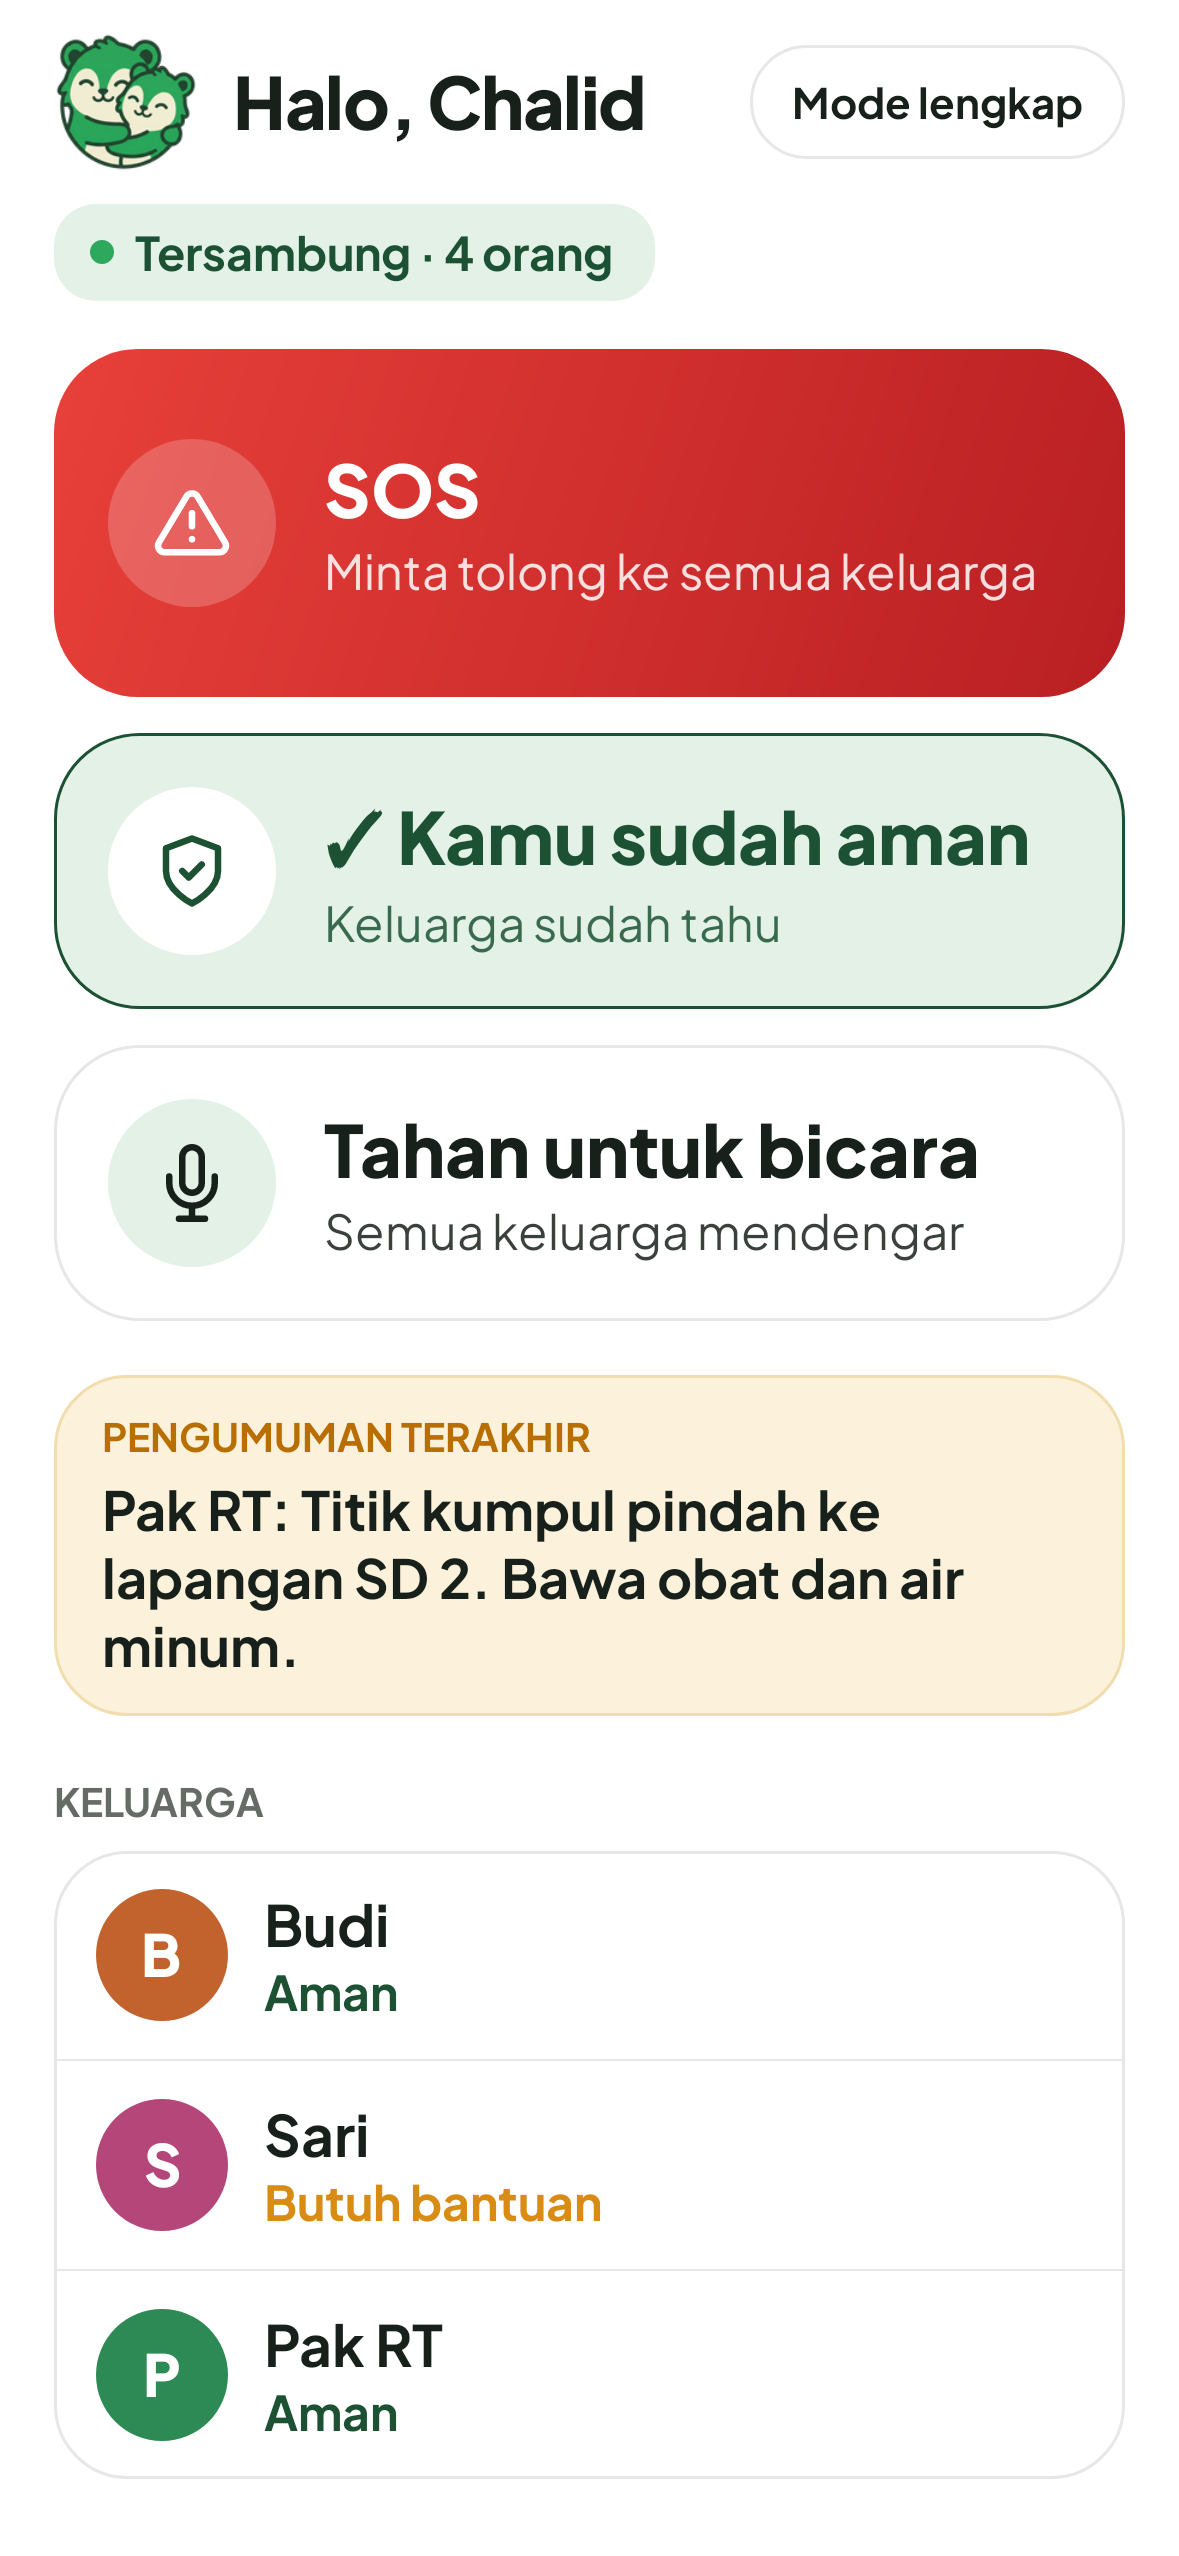 Halo, Chalid
Mode lengkap
Tersambung · 4 orang
SOS
Minta tolong ke semua keluarga
✓ Kamu sudah aman
Keluarga sudah tahu
Tahan untuk bicara
Semua keluarga mendengar
PENGUMUMAN TERAKHIR
Pak RT: Titik kumpul pindah ke
lapangan SD 2. Bawa obat dan air
minum.
KELUARGA
B
Budi
Aman
S
Sari
Butuh bantuan
P
Pak RT
Aman